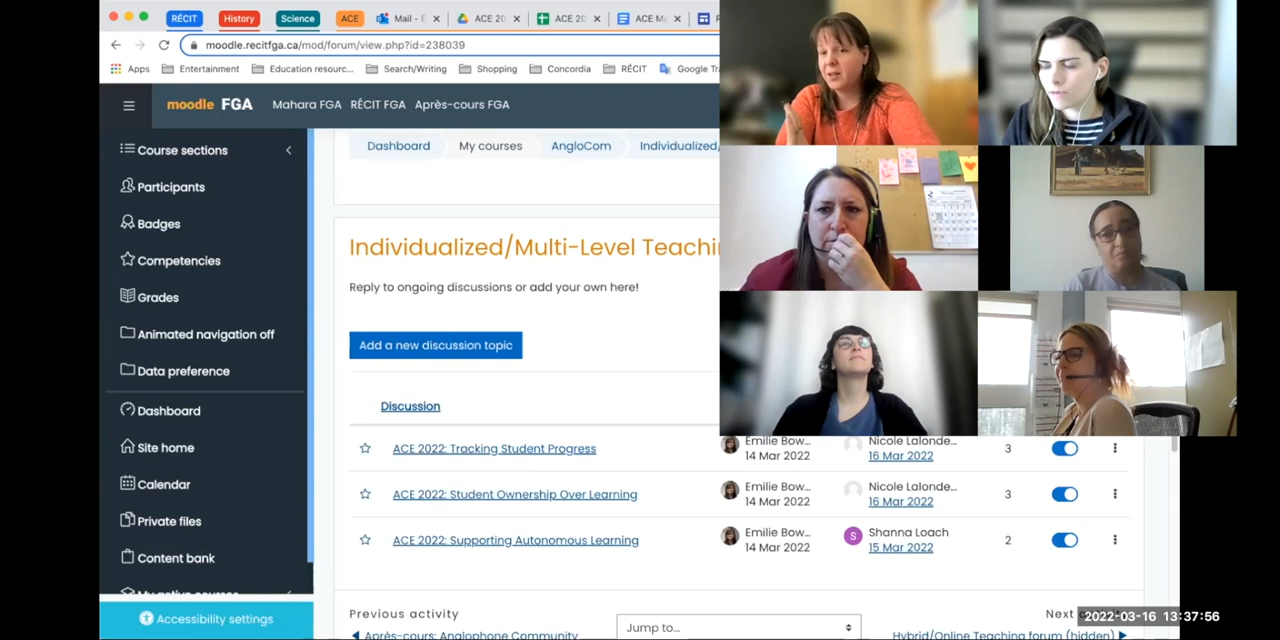 RÉCIT History Science ACE Mail - E ACE 20 ACE 20 ACE M
moodle.recitfga.ca/mod/forum/view.php?id=238039
Apps Entertainment Education resourc... Search/Writing Shopping Concordia RÉCIT Google Tr
moodle FGA Mahara FGA RÉCIT FGA Après-cours FGA
Dashboard My courses AngloCom Individualized/
Course sections
Participants
Badges
Competencies
Grades
Animated navigation off
Data preference
Dashboard
Site home
Calendar
Private files
Content bank
Accessibility settings
Individualized/Multi-Level Teachi
Reply to ongoing discussions or add your own here!
Add a new discussion topic
Discussion
ACE 2022: Tracking Student Progress Emilie Bow... Nicole Lalonde... 3
14 Mar 2022 16 Mar 2022
ACE 2022: Student Ownership Over Learning Emilie Bow... Nicole Lalonde... 3
14 Mar 2022 16 Mar 2022
ACE 2022: Supporting Autonomous Learning Emilie Bow... S Shanna Loach 2
14 Mar 2022 15 Mar 2022
Previous activity Next
Après-cours: Anglophone Community Jump to... Hybrid/Online Teaching forum (hidden)
2022-03-16 13:37:56